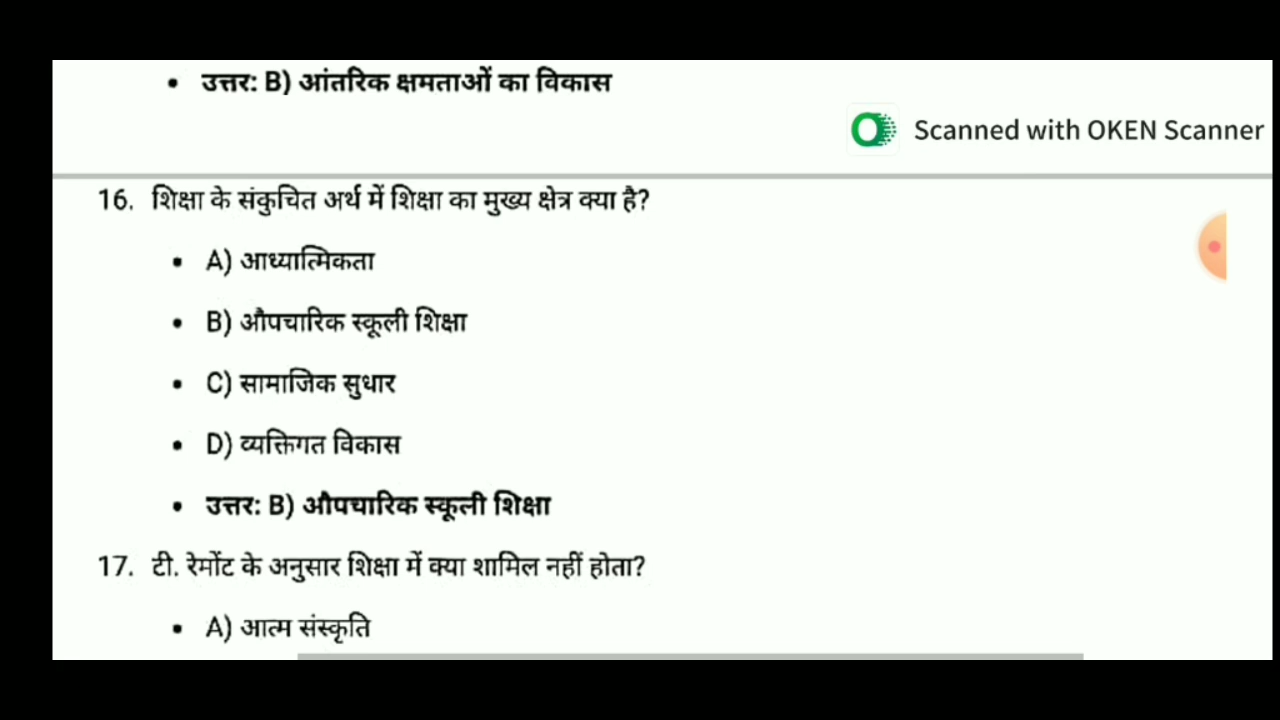 • उत्तर: B) आंतरिक क्षमताओं का विकास
Scanned with OKEN Scanner
16. शिक्षा के संकुचित अर्थ में शिक्षा का मुख्य क्षेत्र क्या है?
• A) आध्यात्मिकता
• B) औपचारिक स्कूली शिक्षा
• C) सामाजिक सुधार
• D) व्यक्तिगत विकास
• उत्तर: B) औपचारिक स्कूली शिक्षा
17. टी. रेमोंट के अनुसार शिक्षा में क्या शामिल नहीं होता?
• A) आत्म संस्कृति